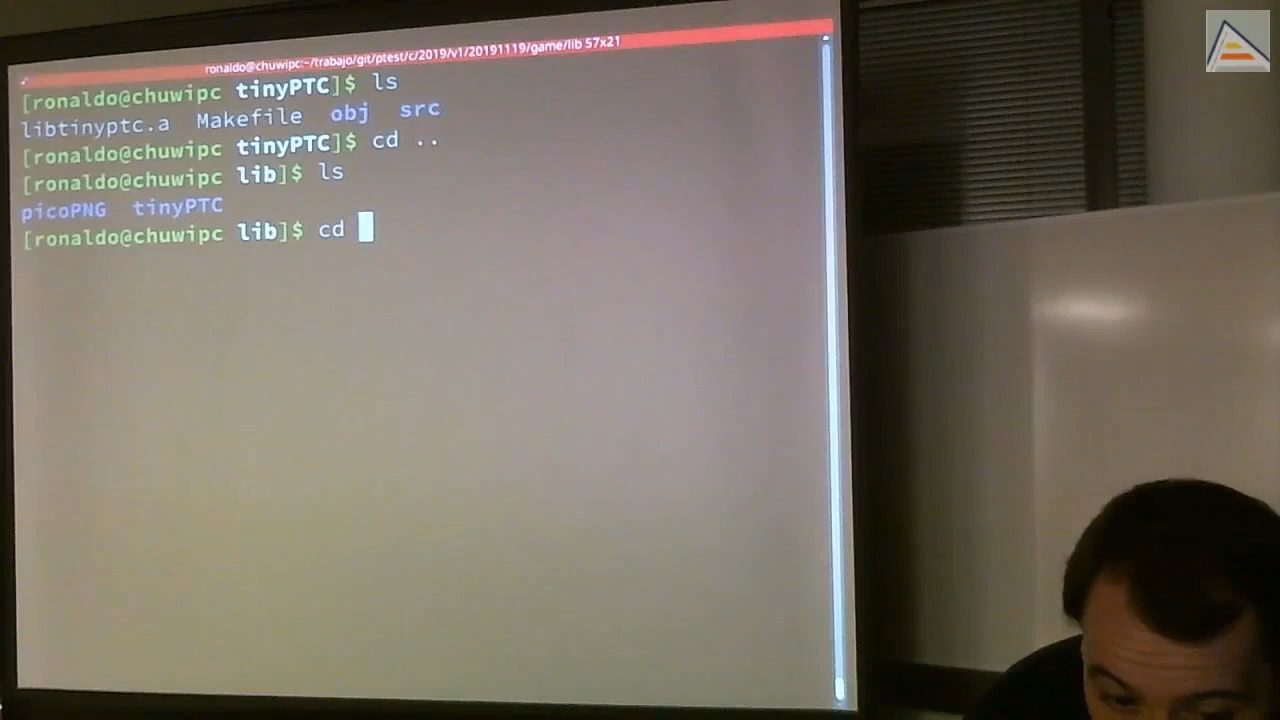 ronaldo@chuwipc:~/trabajo/git/ptest/c/2019/v1/20191119/game/lib 57x21
[ronaldo@chuwipc tinyPTC]$ ls
libtinyptc.a Makefile obj src
[ronaldo@chuwipc tinyPTC]$ cd ..
[ronaldo@chuwipc lib]$ ls
picoPNG tinyPTC
[ronaldo@chuwipc lib]$ cd